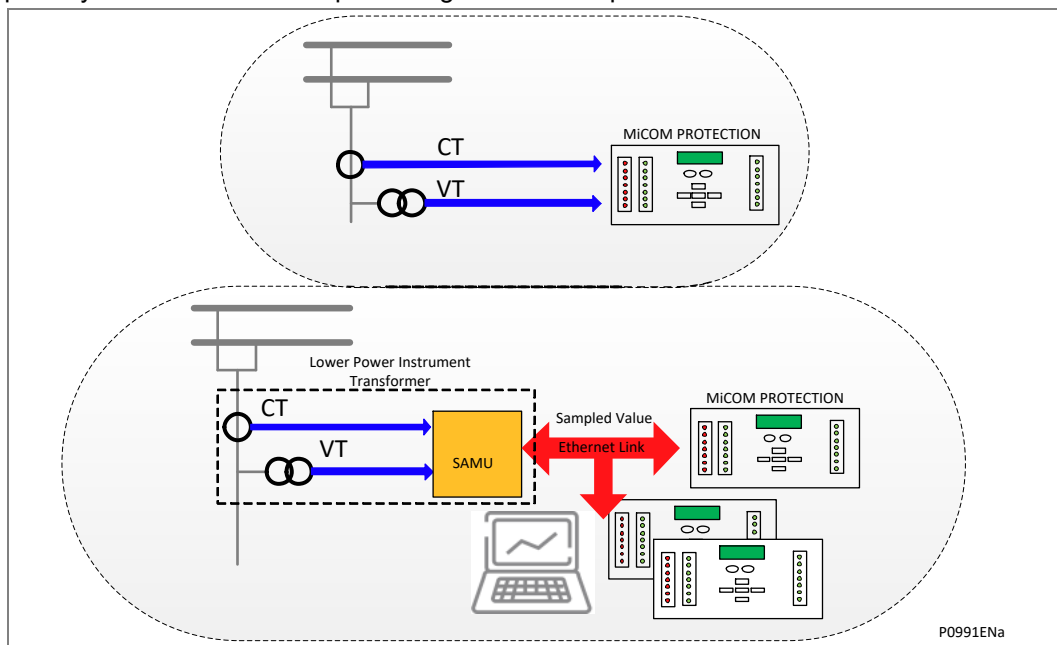 MiCOM PROTECTION
CT
VT
Lower Power Instrument
Transformer
CT
VT
SAMU
Sampled Value
Ethernet Link
MiCOM PROTECTION
P0991ENa